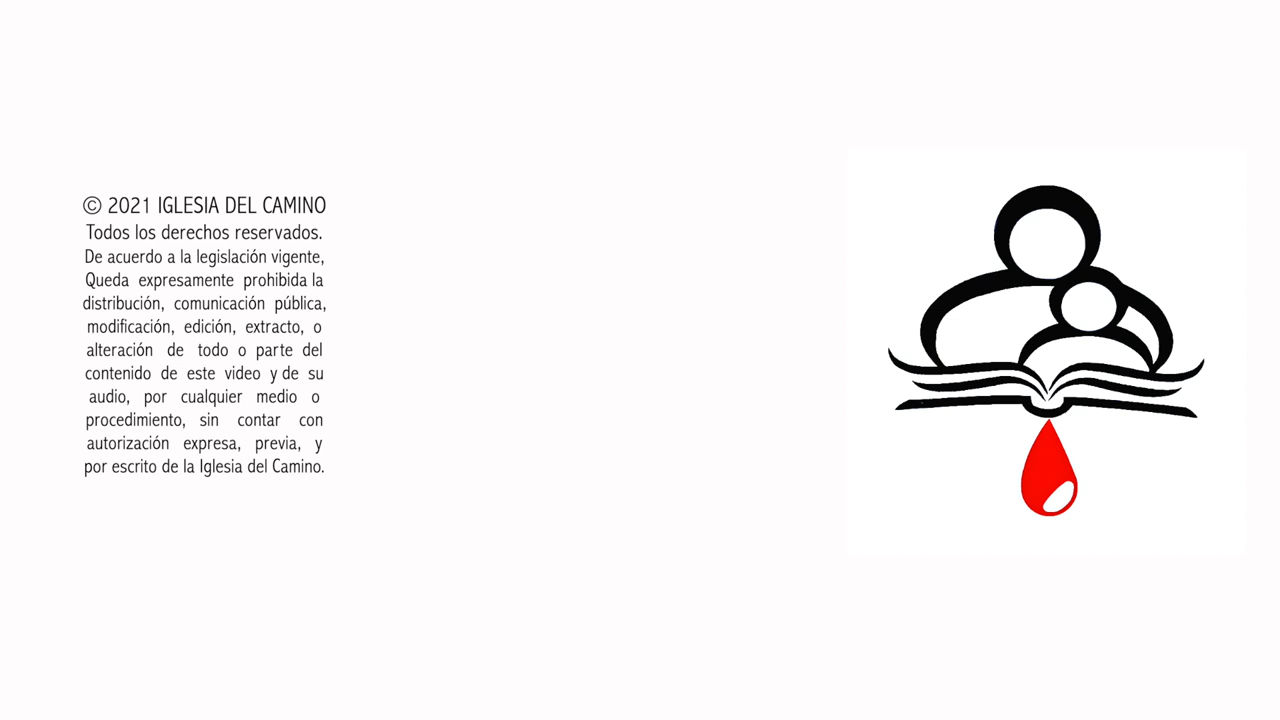 © 2021 IGLESIA DEL CAMINO
Todos los derechos reservados.
De acuerdo a la legislación vigente,
Queda expresamente prohibida la
distribución, comunicación pública,
modificación, edición, extracto, o
alteración de todo o parte del
contenido de este video y de su
audio, por cualquier medio o
procedimiento, sin contar con
autorización expresa, previa, y
por escrito de la Iglesia del Camino.